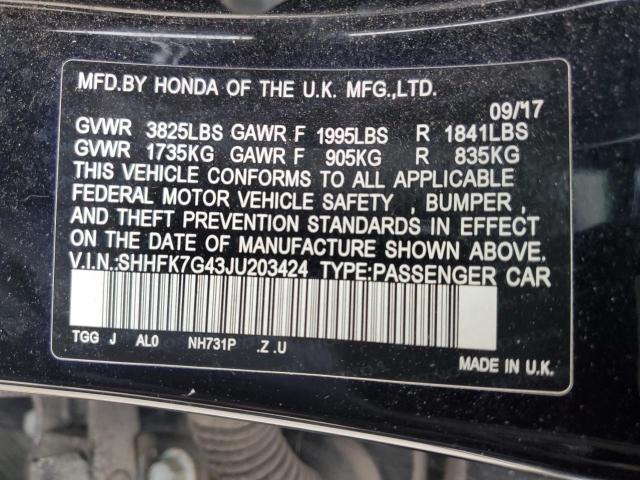 MFD.BY HONDA OF THE U.K. MFG.,LTD.
09/17
GVWR 3825LBS GAWR F 1995LBS R 1841LBS
GVWR 1735KG GAWR F 905KG R 835KG
THIS VEHICLE CONFORMS TO ALL APPLICABLE
FEDERAL MOTOR VEHICLE SAFETY , BUMPER ,
AND THEFT PREVENTION STANDARDS IN EFFECT
ON THE DATE OF MANUFACTURE SHOWN ABOVE.
V.I.N.:SHHFK7G43JU203424 TYPE:PASSENGER CAR
TGG J AL0 NH731P .Z .U
MADE IN U.K.